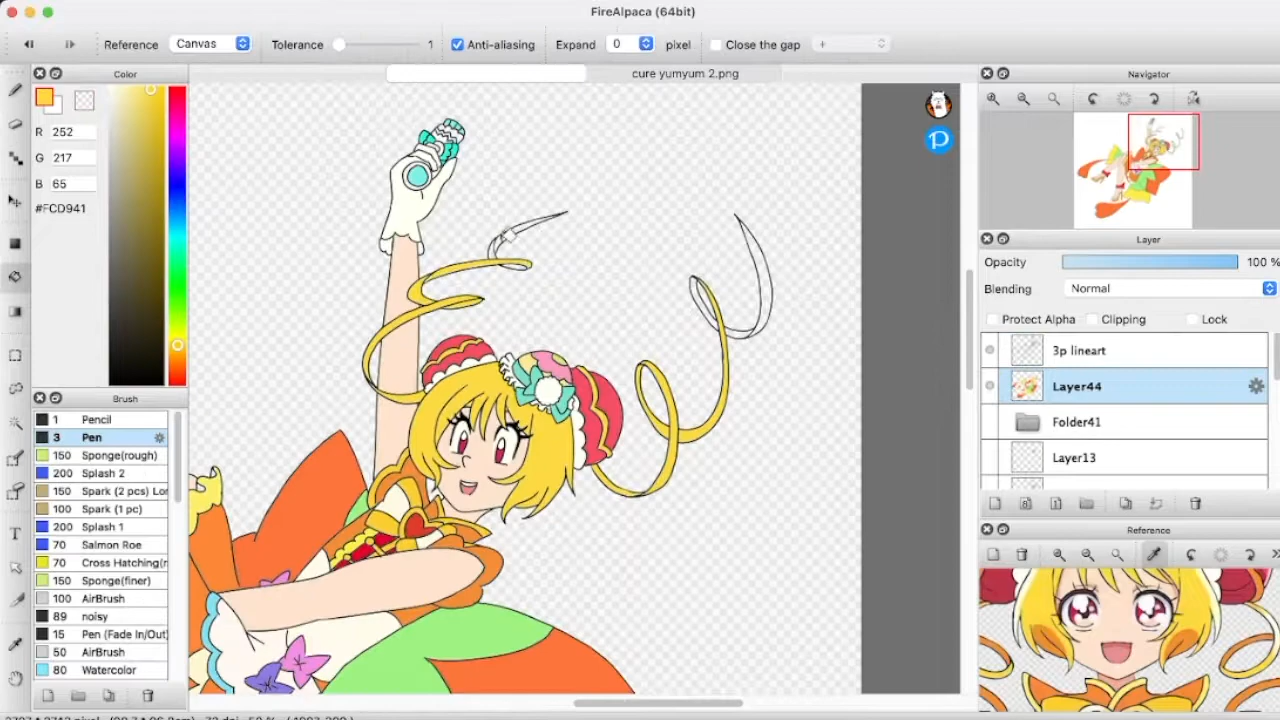 FireAlpaca (64bit)
Reference Canvas Tolerance 1 Anti-aliasing Expand 0 pixel Close the gap +
Color
cure yumyum 2.png
Navigator
R 252
G 217
B 65
#FCD941
Layer
Opacity 100 %
Blending Normal
Protect Alpha Clipping Lock
3p lineart
Layer44
Folder41
Layer13
Brush
1 Pencil
3 Pen
150 Sponge(rough)
200 Splash 2
150 Spark (2 pcs) Lor
100 Spark (1 pc)
200 Splash 1
70 Salmon Roe
70 Cross Hatching(r
150 Sponge(finer)
100 AirBrush
89 noisy
15 Pen (Fade In/Out)
50 AirBrush
80 Watercolor
Reference